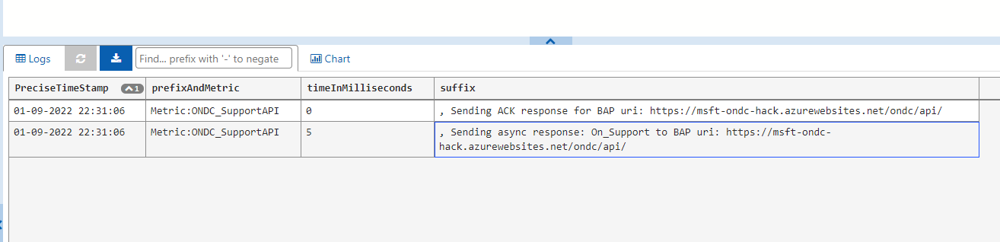 Logs
Find... prefix with '-' to negate
Chart
PreciseTimeStamp 1 prefixAndMetric timeInMilliseconds suffix
01-09-2022 22:31:06 Metric:ONDC_SupportAPI 0 , Sending ACK response for BAP uri: https://msft-ondc-hack.azurewebsites.net/ondc/api/
01-09-2022 22:31:06 Metric:ONDC_SupportAPI 5 , Sending async response: On_Support to BAP uri: https://msft-ondc-
hack.azurewebsites.net/ondc/api/